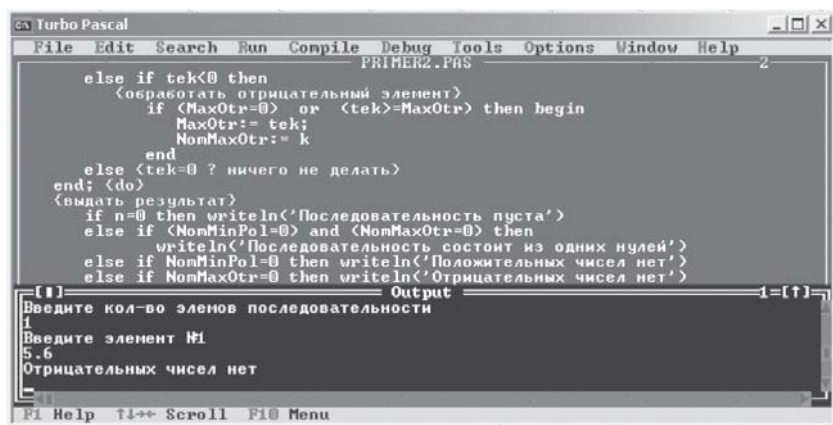 Turbo Pascal
File Edit Search Run Compile Debug Tools Options Window Help
PRIMER2.PAS 2
else if tek<0 then
{обработать отрицательный элемент}
if (MaxOtr=0) or (tek>=MaxOtr) then begin
MaxOtr:= tek;
NomMaxOtr:= k
end
else {tek=0 ? ничего не делать}
end; {do}
{выдать результат}
if n=0 then writeln('Последовательность пуста')
else if (NomMinPol=0) and (NomMaxOtr=0) then
writeln('Последовательность состоит из одних нулей')
else if NomMinPol=0 then writeln('Положительных чисел нет')
else if NomMaxOtr=0 then writeln('Отрицательных чисел нет')
Output 1=[↑]
Введите кол-во элемов последовательности
1
Введите элемент №1
5.6
Отрицательных чисел нет
F1 Help ↑↓→← Scroll F10 Menu